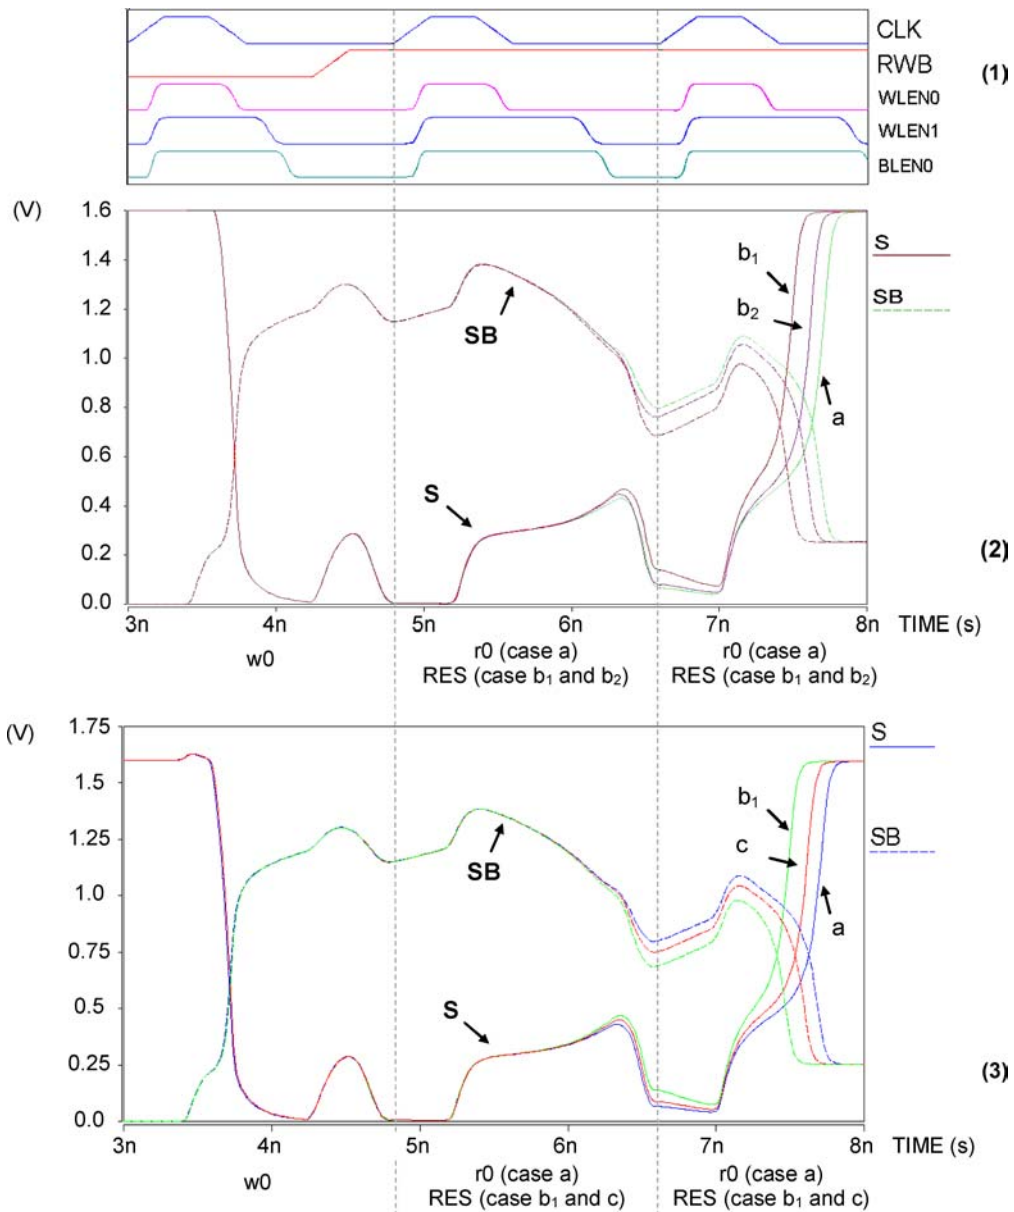 CLK
RWB
(1)
WLEN0
WLEN1
BLEN0
(V)
1.6
1.4
1.2
1.0
0.8
0.6
0.4
0.2
0.0
S
SB
b1
b2
a
SB
S
(2)
3n 4n 5n 6n 7n 8n TIME (s)
w0
r0 (case a)
RES (case b1 and b2)
r0 (case a)
RES (case b1 and b2)
(V)
1.75
1.5
1.25
1.0
0.75
0.5
0.25
0.0
S
SB
b1
c
a
SB
S
(3)
3n 4n 5n 6n 7n 8n TIME (s)
w0
r0 (case a)
RES (case b1 and c)
r0 (case a)
RES (case b1 and c)